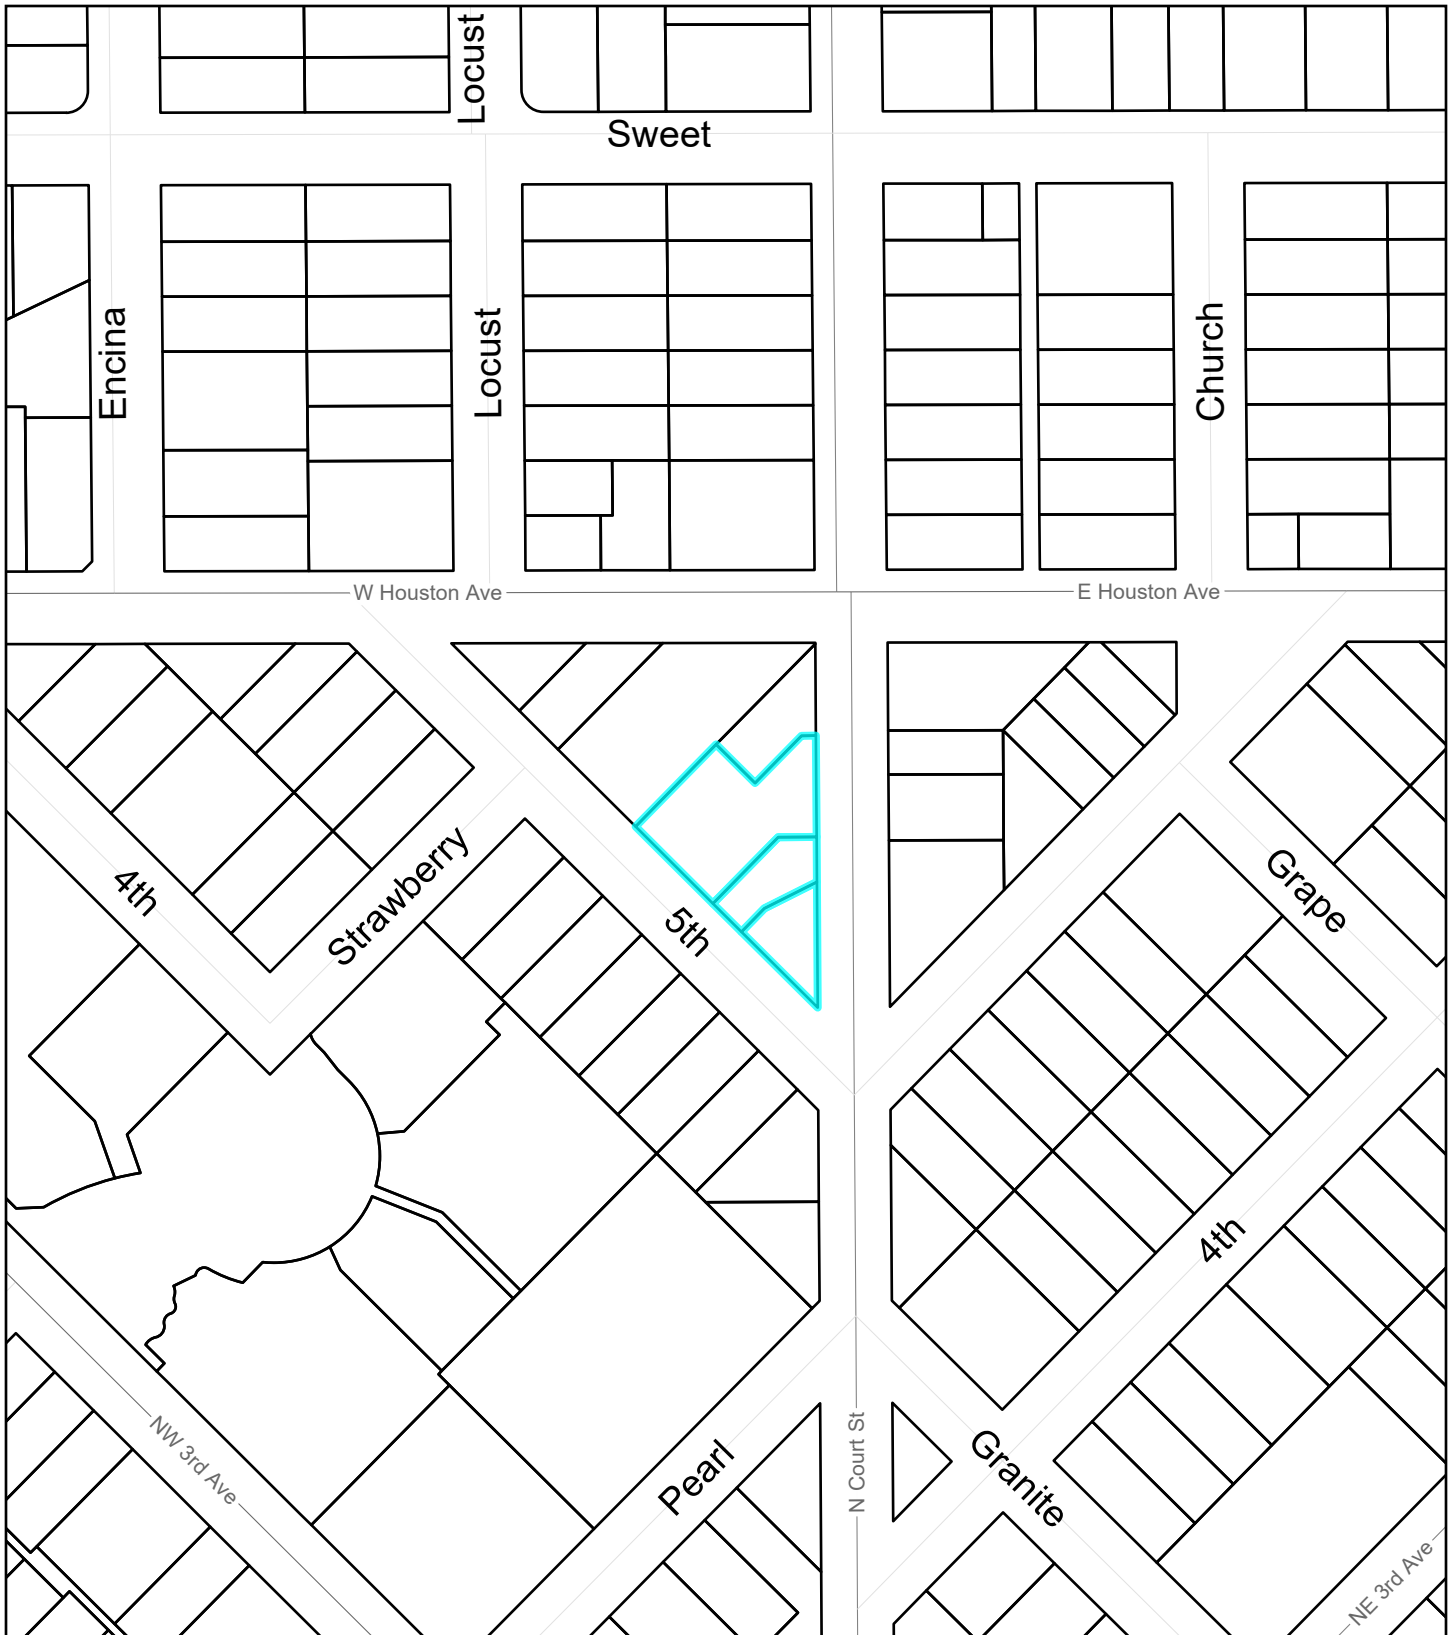 Locust
Sweet
Encina
Locust
Church
W Houston Ave
E Houston Ave
4th
Strawberry
5th
Grape
4th
NW 3rd Ave
Pearl
N Court St
Granite
NE 3rd Ave